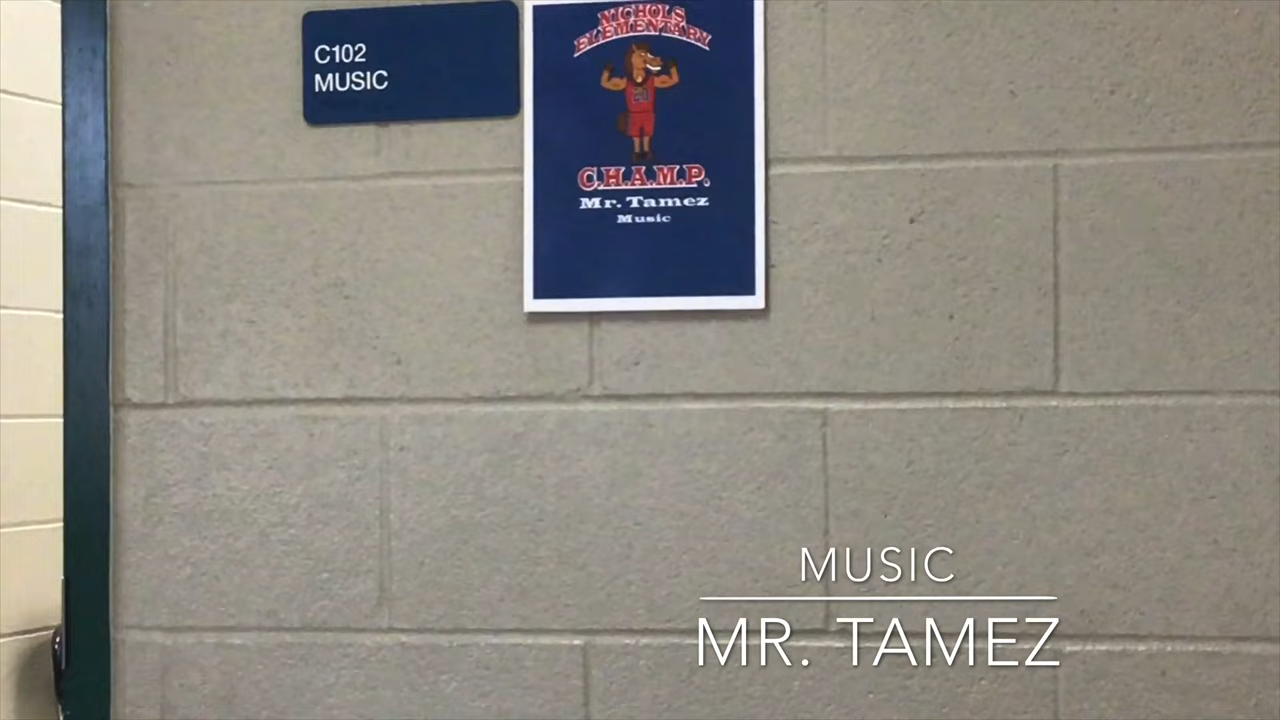 C102
MUSIC
NICHOLS
ELEMENTARY
C.H.A.M.P.
Mr. Tamez
Music
MUSIC
MR. TAMEZ